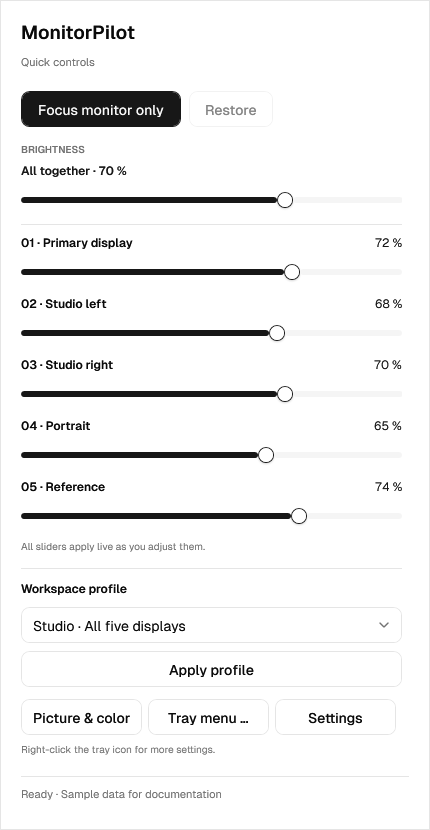 MonitorPilot
Quick controls
Focus monitor only Restore
BRIGHTNESS
All together · 70 %
01 · Primary display 72 %
02 · Studio left 68 %
03 · Studio right 70 %
04 · Portrait 65 %
05 · Reference 74 %
All sliders apply live as you adjust them.
Workspace profile
Studio · All five displays
Apply profile
Picture & color Tray menu ... Settings
Right-click the tray icon for more settings.
Ready · Sample data for documentation